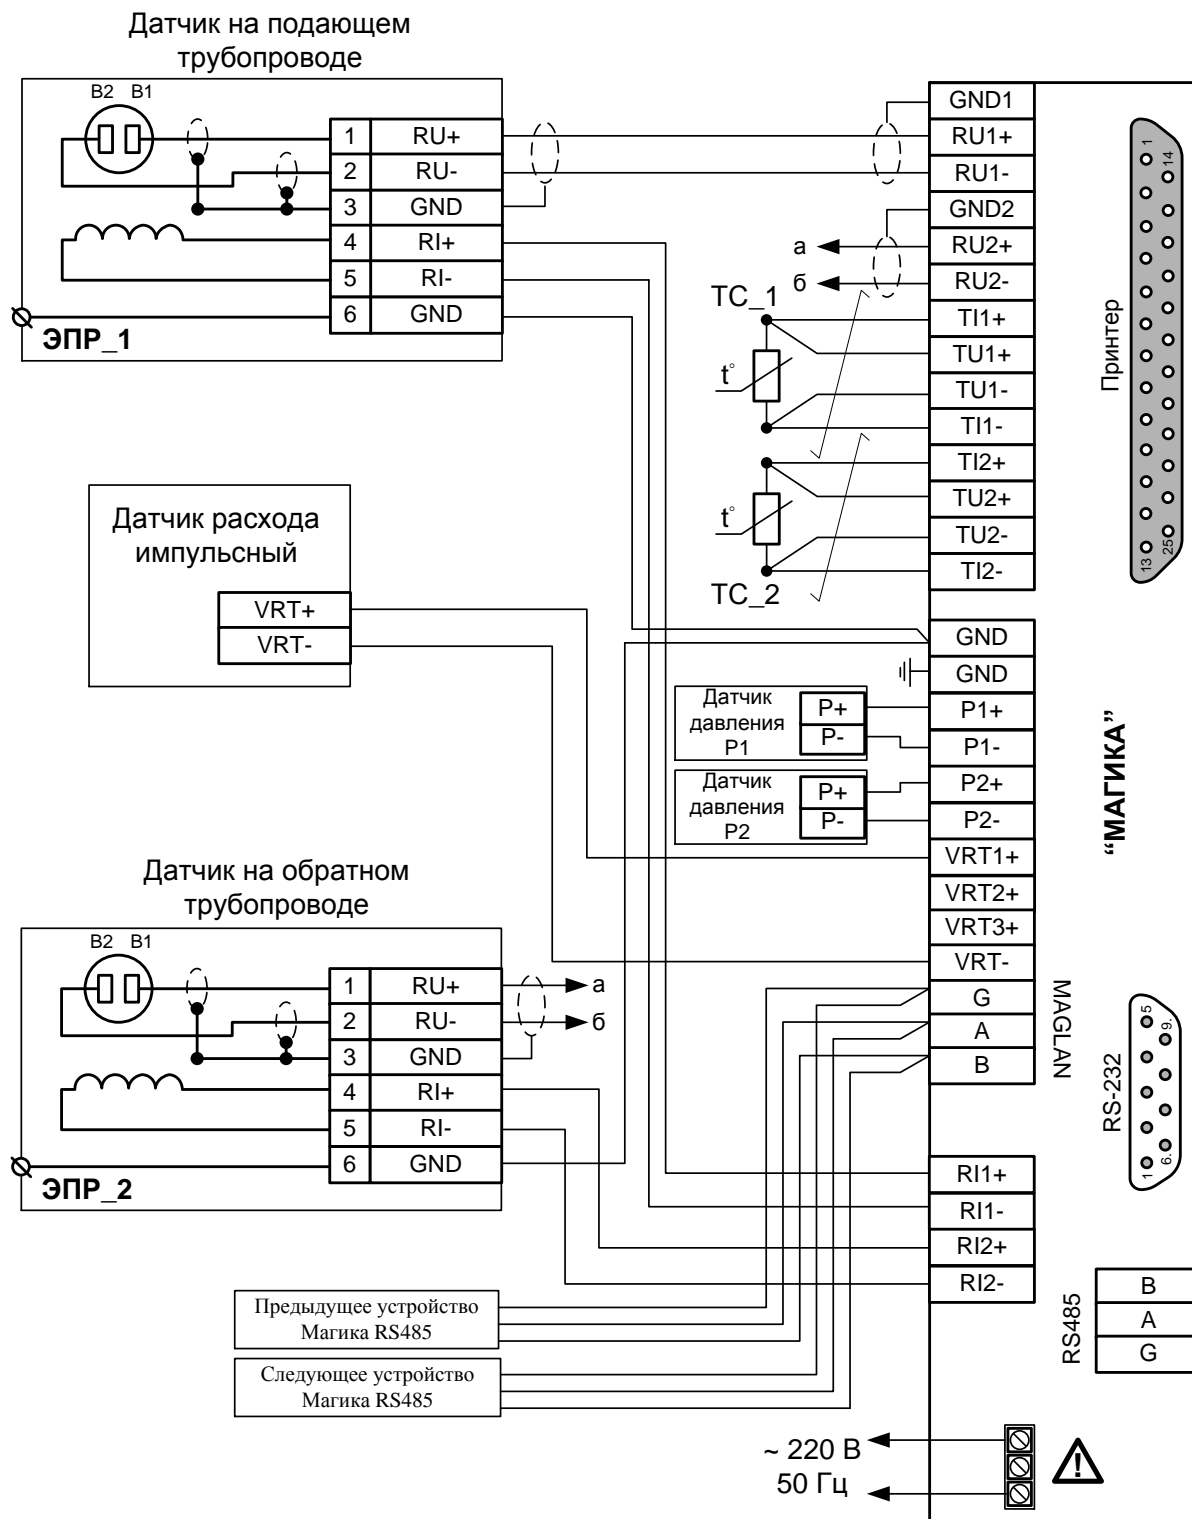 Датчик на подающем
трубопроводе
B2 B1
1 RU+
2 RU-
3 GND
4 RI+
5 RI-
6 GND
ЭПР_1
Датчик расхода
импульсный
VRT+
VRT-
Датчик на обратном
трубопроводе
B2 B1
1 RU+
2 RU-
3 GND
4 RI+
5 RI-
6 GND
ЭПР_2
а
б
а
б
TC_1
t°
t°
TC_2
Датчик
давления
P1
P+
P-
Датчик
давления
P2
P+
P-
GND1
RU1+
RU1-
GND2
RU2+
RU2-
TI1+
TU1+
TU1-
TI1-
TI2+
TU2+
TU2-
TI2-
GND
GND
P1+
P1-
P2+
P2-
VRT1+
VRT2+
VRT3+
VRT-
G
A
B
MAGLAN
RI1+
RI1-
RI2+
RI2-
Предыдущее устройство
Магика RS485
Следующее устройство
Магика RS485
~ 220 В
50 Гц
Принтер
1
14
13
25
“МАГИКА”
RS-232
5
9.
1
6.
RS485
B
A
G
!